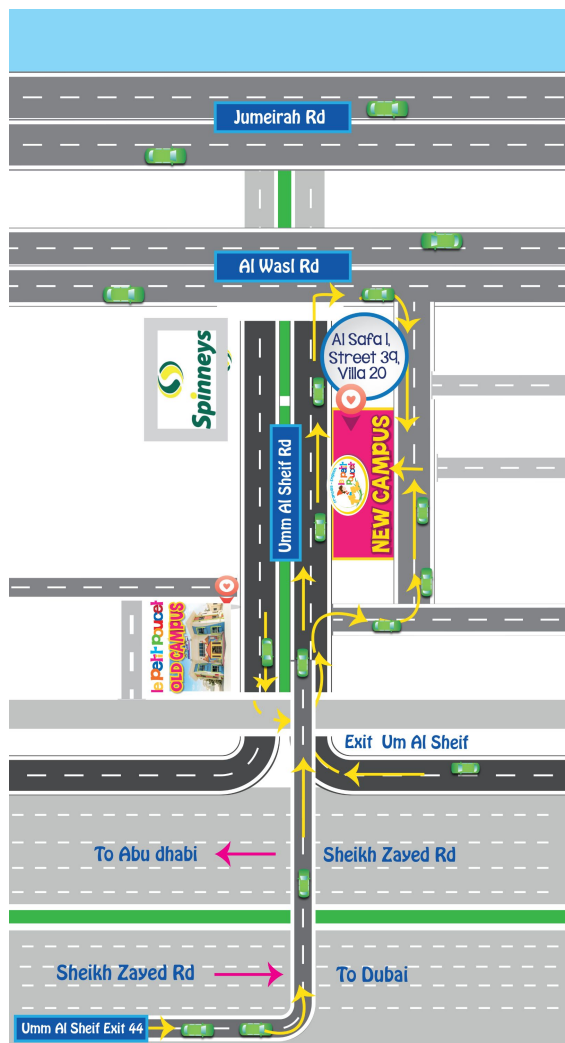 Jumeirah Rd
Al Wasl Rd
Al Safa 1,
Street 39,
Villa 20
Spinneys
Umm Al Sheif Rd
NEW CAMPUS
le petit poucet
OLD CAMPUS
Exit Um Al Sheif
To Abu dhabi
Sheikh Zayed Rd
Sheikh Zayed Rd
To Dubai
Umm Al Sheif Exit 44